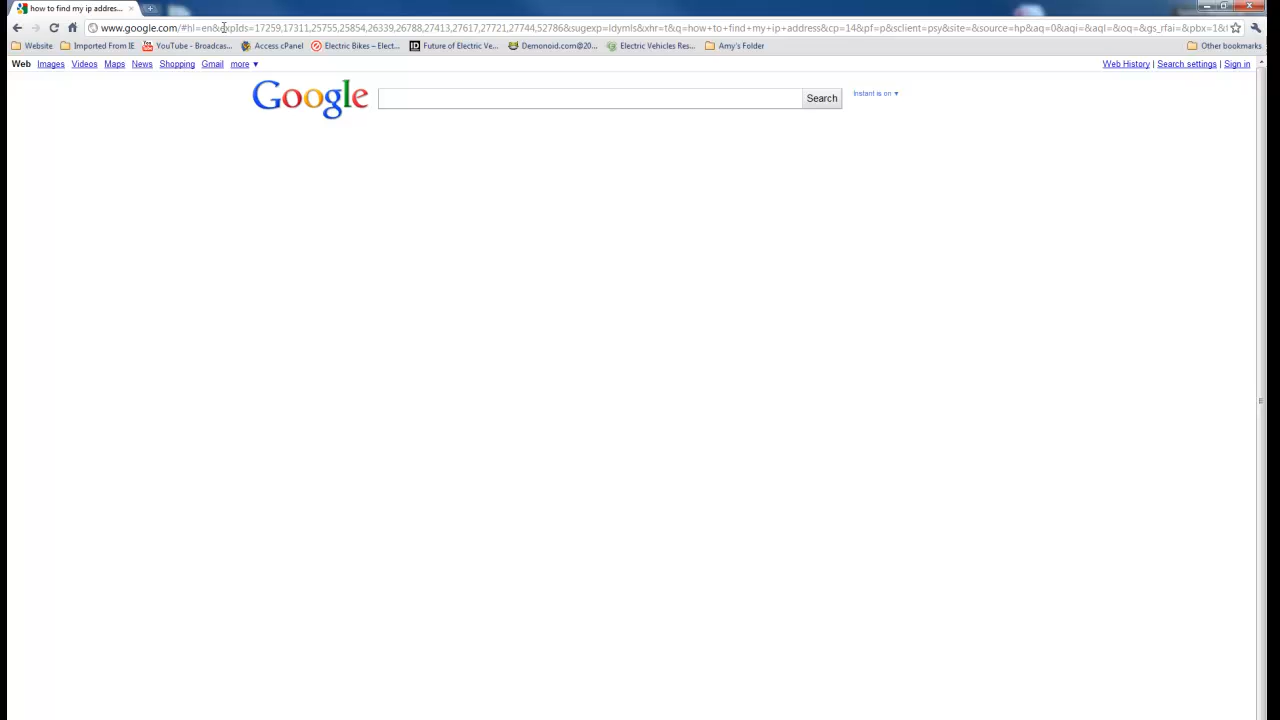 how to find my ip addres...
www.google.com/#hl=en&expIds=17259,17311,25755,25854,26339,26788,27413,27617,27721,27744,52786&sugexp=ldymls&xhr=t&q=how+to+find+my+ip+address&cp=14&pf=p&sclient=psy&site=&source=hp&aq=0&aqi=&aql=&oq=&gs_rfai=&pbx=1&
Website Imported From IE YouTube - Broadcas... Access cPanel Electric Bikes – Elect... Future of Electric Ve... Demonoid.com@20... Electric Vehicles Res... Amy's Folder Other bookmarks
Web Images Videos Maps News Shopping Gmail more ▼ Web History | Search settings | Sign in
Google Search Instant is on ▼